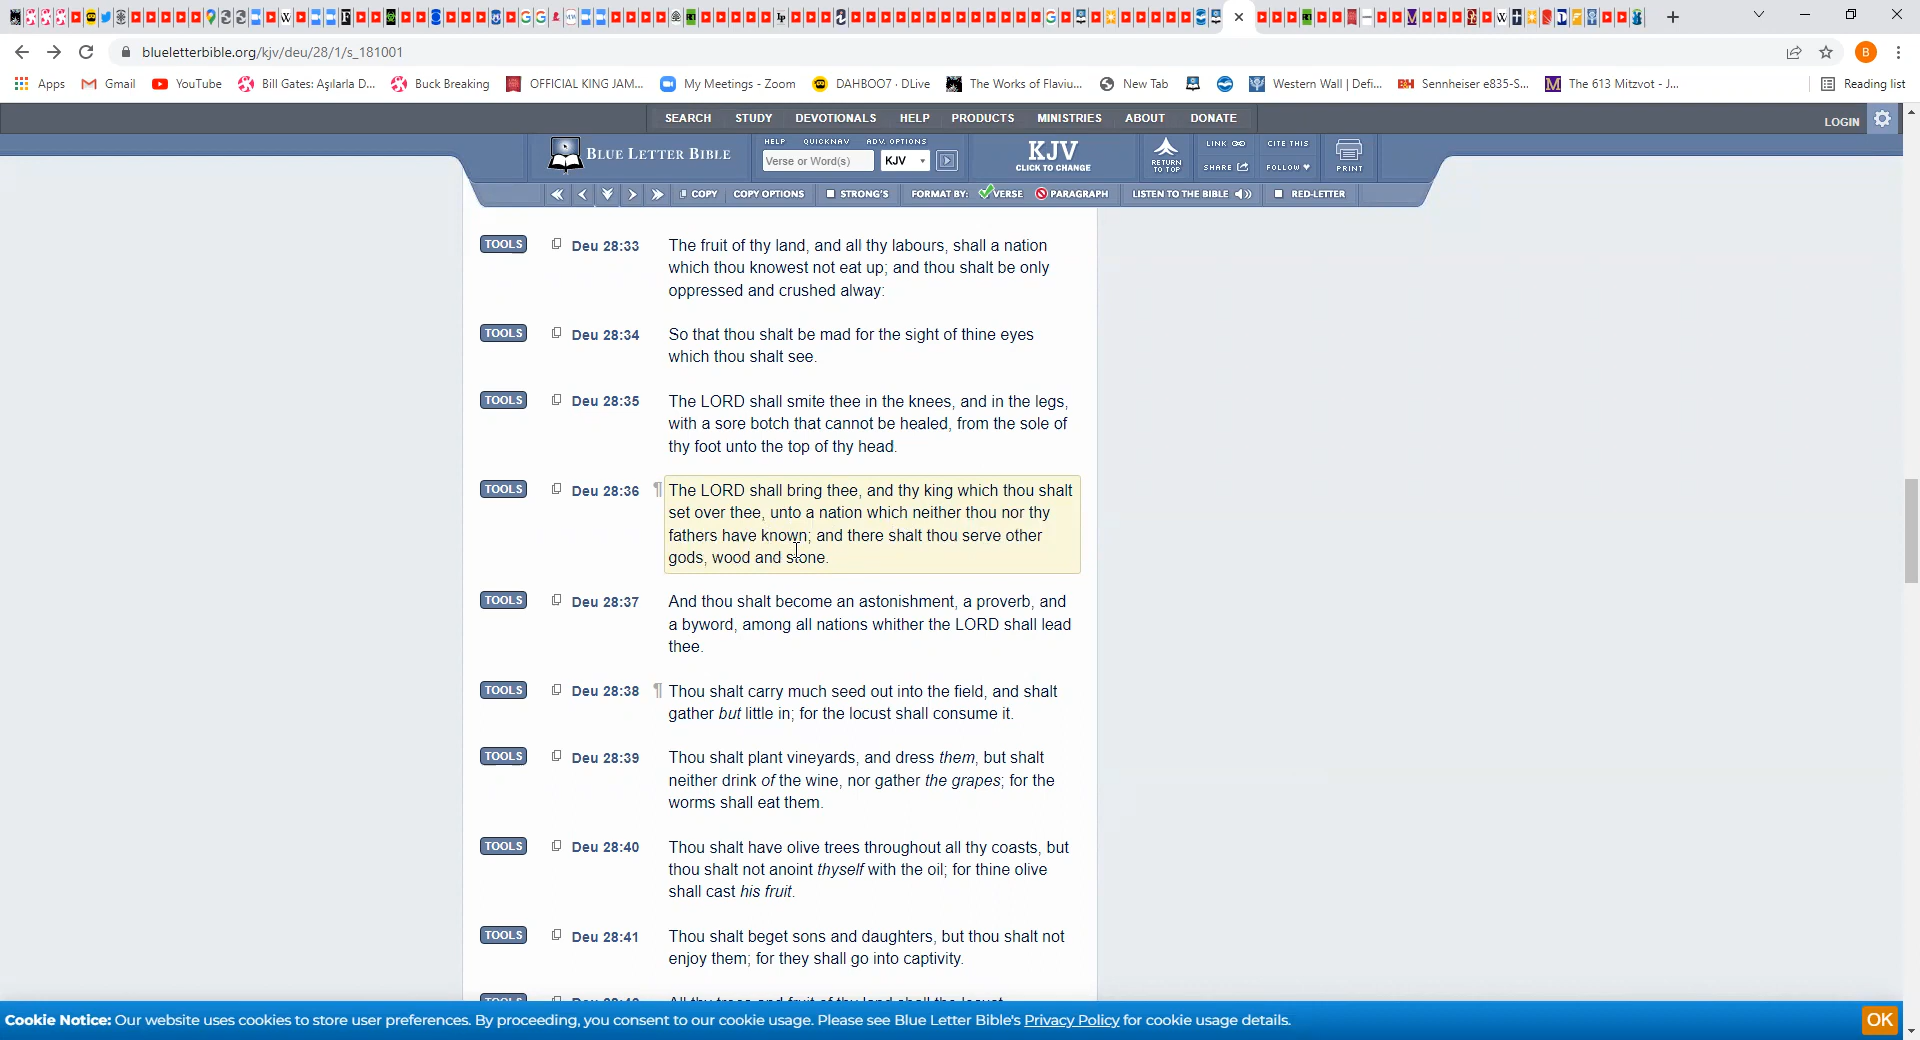 blueletterbible.org/kjv/deu/28/1/s_181001
B
Apps Gmail YouTube Bill Gates: Aşılarla D... Buck Breaking OFFICIAL KING JAM... My Meetings - Zoom DAHBOO7 · DLive The Works of Flaviu... New Tab Western Wall | Defi... Sennheiser e835-S... The 613 Mitzvot - J... Reading list
SEARCH STUDY DEVOTIONALS HELP PRODUCTS MINISTRIES ABOUT DONATE LOGIN
HELP QUICKNAV ADV. OPTIONS
BLUE LETTER BIBLE
Verse or Word(s) KJV
KJV
CLICK TO CHANGE
RETURN
TO TOP
LINK CITE THIS
SHARE FOLLOW
PRINT
COPY COPY OPTIONS STRONG'S FORMAT BY: VERSE PARAGRAPH LISTEN TO THE BIBLE RED-LETTER
TOOLS Deu 28:33 The fruit of thy land, and all thy labours, shall a nation
which thou knowest not eat up; and thou shalt be only
oppressed and crushed alway:
TOOLS Deu 28:34 So that thou shalt be mad for the sight of thine eyes
which thou shalt see.
TOOLS Deu 28:35 The LORD shall smite thee in the knees, and in the legs,
with a sore botch that cannot be healed, from the sole of
thy foot unto the top of thy head.
TOOLS Deu 28:36 ¶ The LORD shall bring thee, and thy king which thou shalt
set over thee, unto a nation which neither thou nor thy
fathers have known; and there shalt thou serve other
gods, wood and stone.
TOOLS Deu 28:37 And thou shalt become an astonishment, a proverb, and
a byword, among all nations whither the LORD shall lead
thee.
TOOLS Deu 28:38 ¶ Thou shalt carry much seed out into the field, and shalt
gather but little in; for the locust shall consume it.
TOOLS Deu 28:39 Thou shalt plant vineyards, and dress them, but shalt
neither drink of the wine, nor gather the grapes; for the
worms shall eat them.
TOOLS Deu 28:40 Thou shalt have olive trees throughout all thy coasts, but
thou shalt not anoint thyself with the oil; for thine olive
shall cast his fruit.
TOOLS Deu 28:41 Thou shalt beget sons and daughters, but thou shalt not
enjoy them; for they shall go into captivity.
Cookie Notice: Our website uses cookies to store user preferences. By proceeding, you consent to our cookie usage. Please see Blue Letter Bible's Privacy Policy for cookie usage details. OK